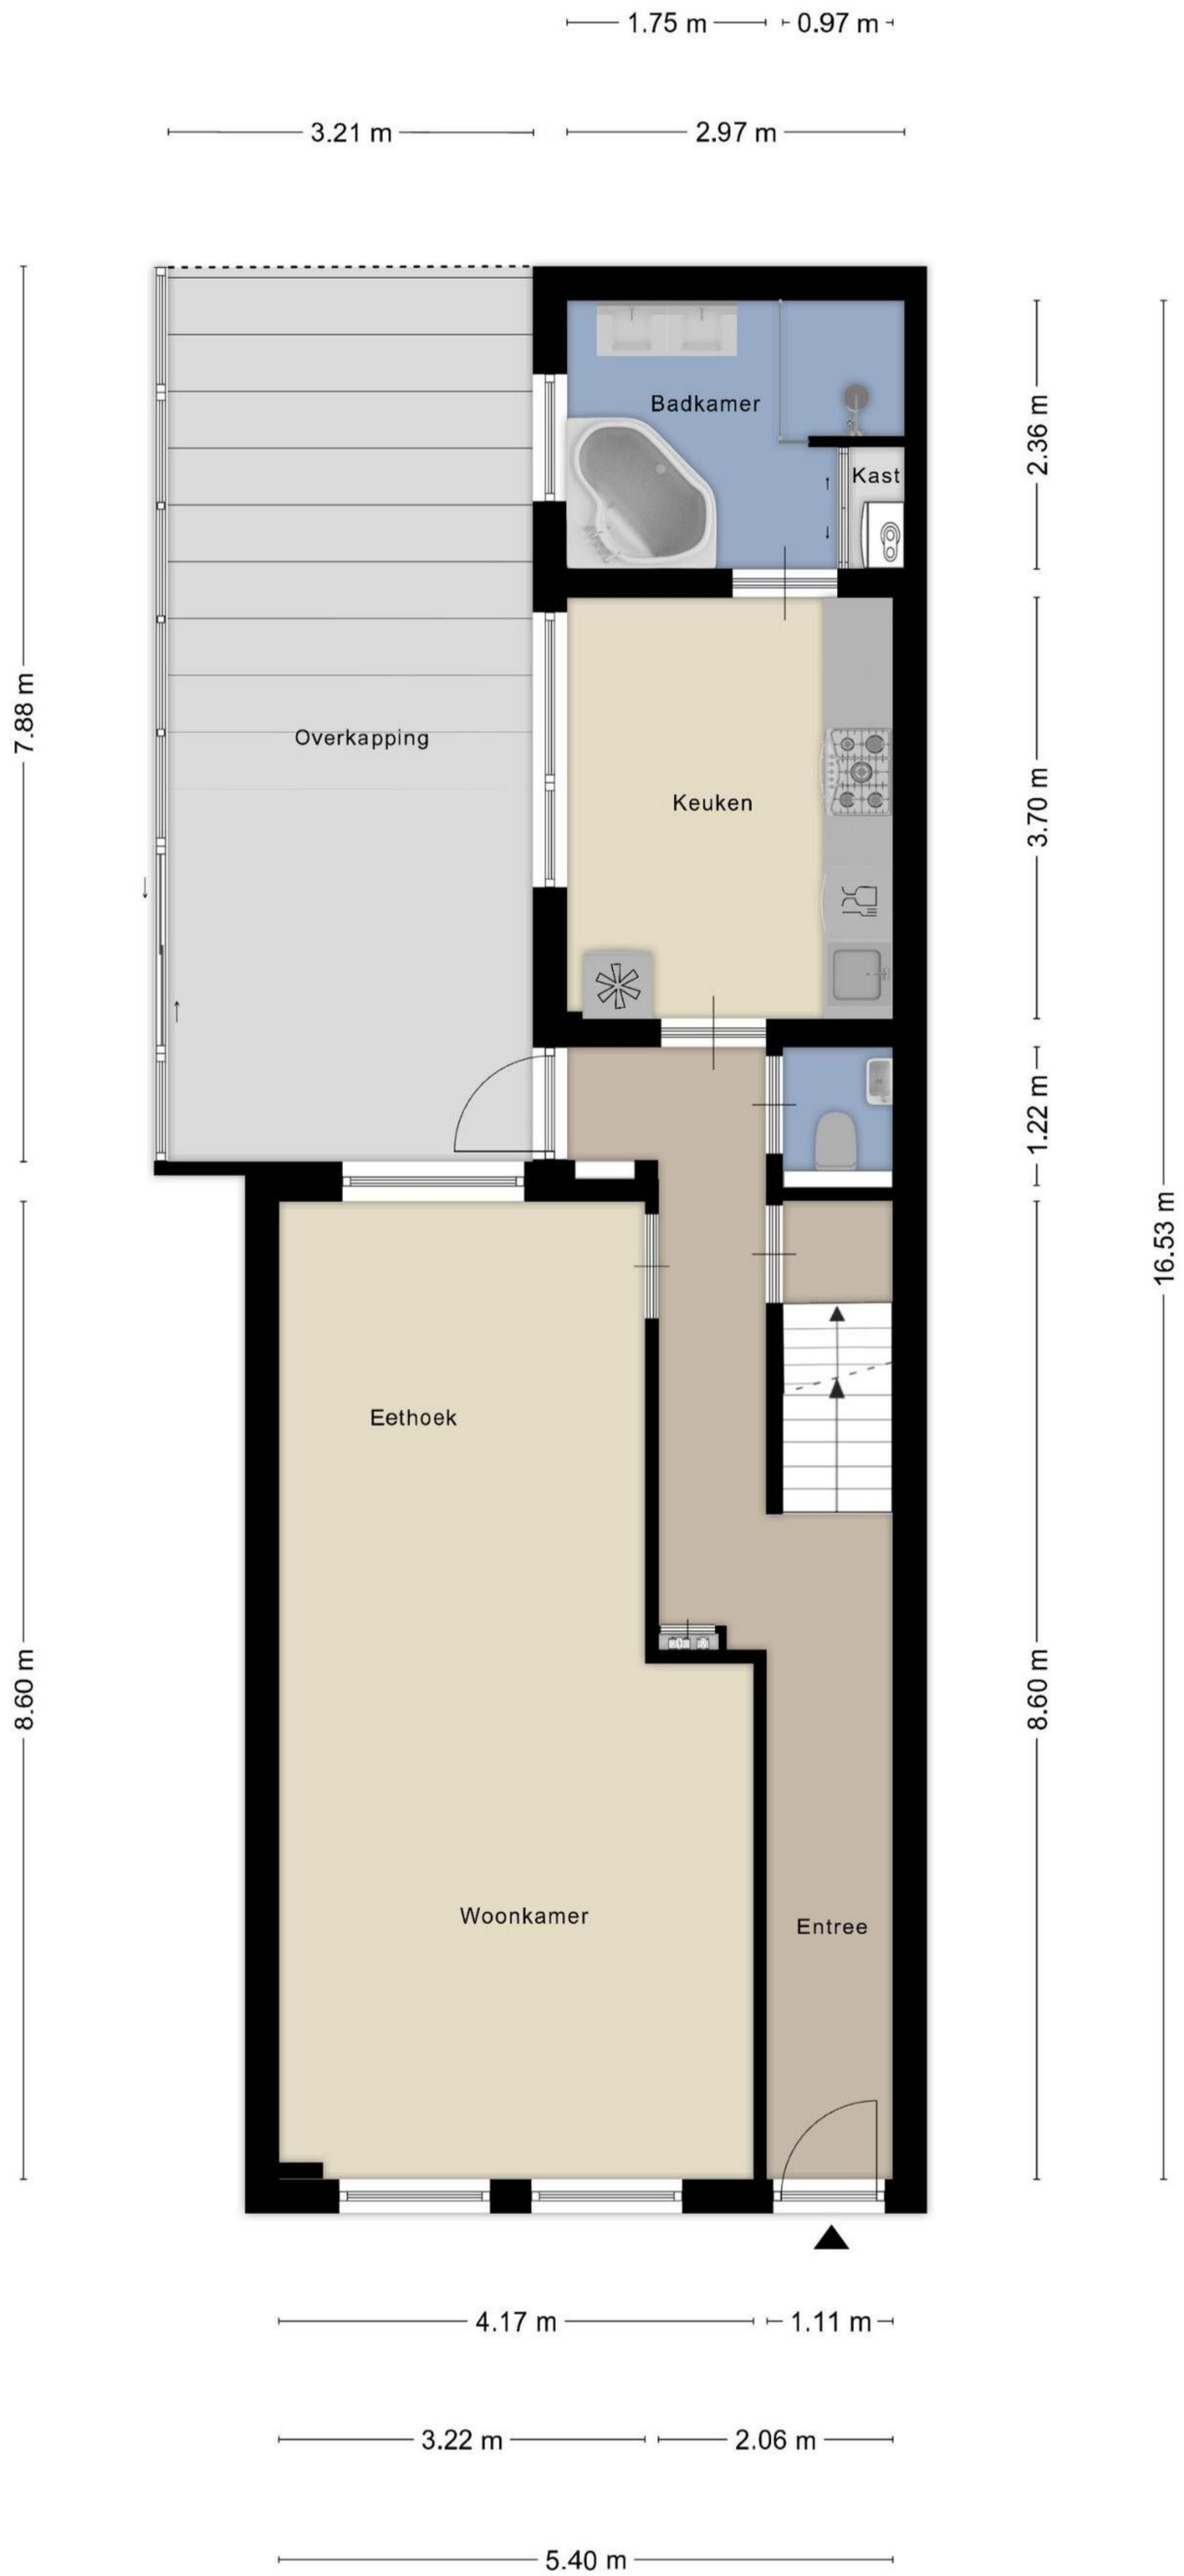 1.75 m 0.97 m
3.21 m 2.97 m
Badkamer
2.36 m
Kast
7.88 m
Overkapping
Keuken
3.70 m
1.22 m
16.53 m
Eethoek
8.60 m
8.60 m
Woonkamer
Entree
4.17 m 1.11 m
3.22 m 2.06 m
5.40 m